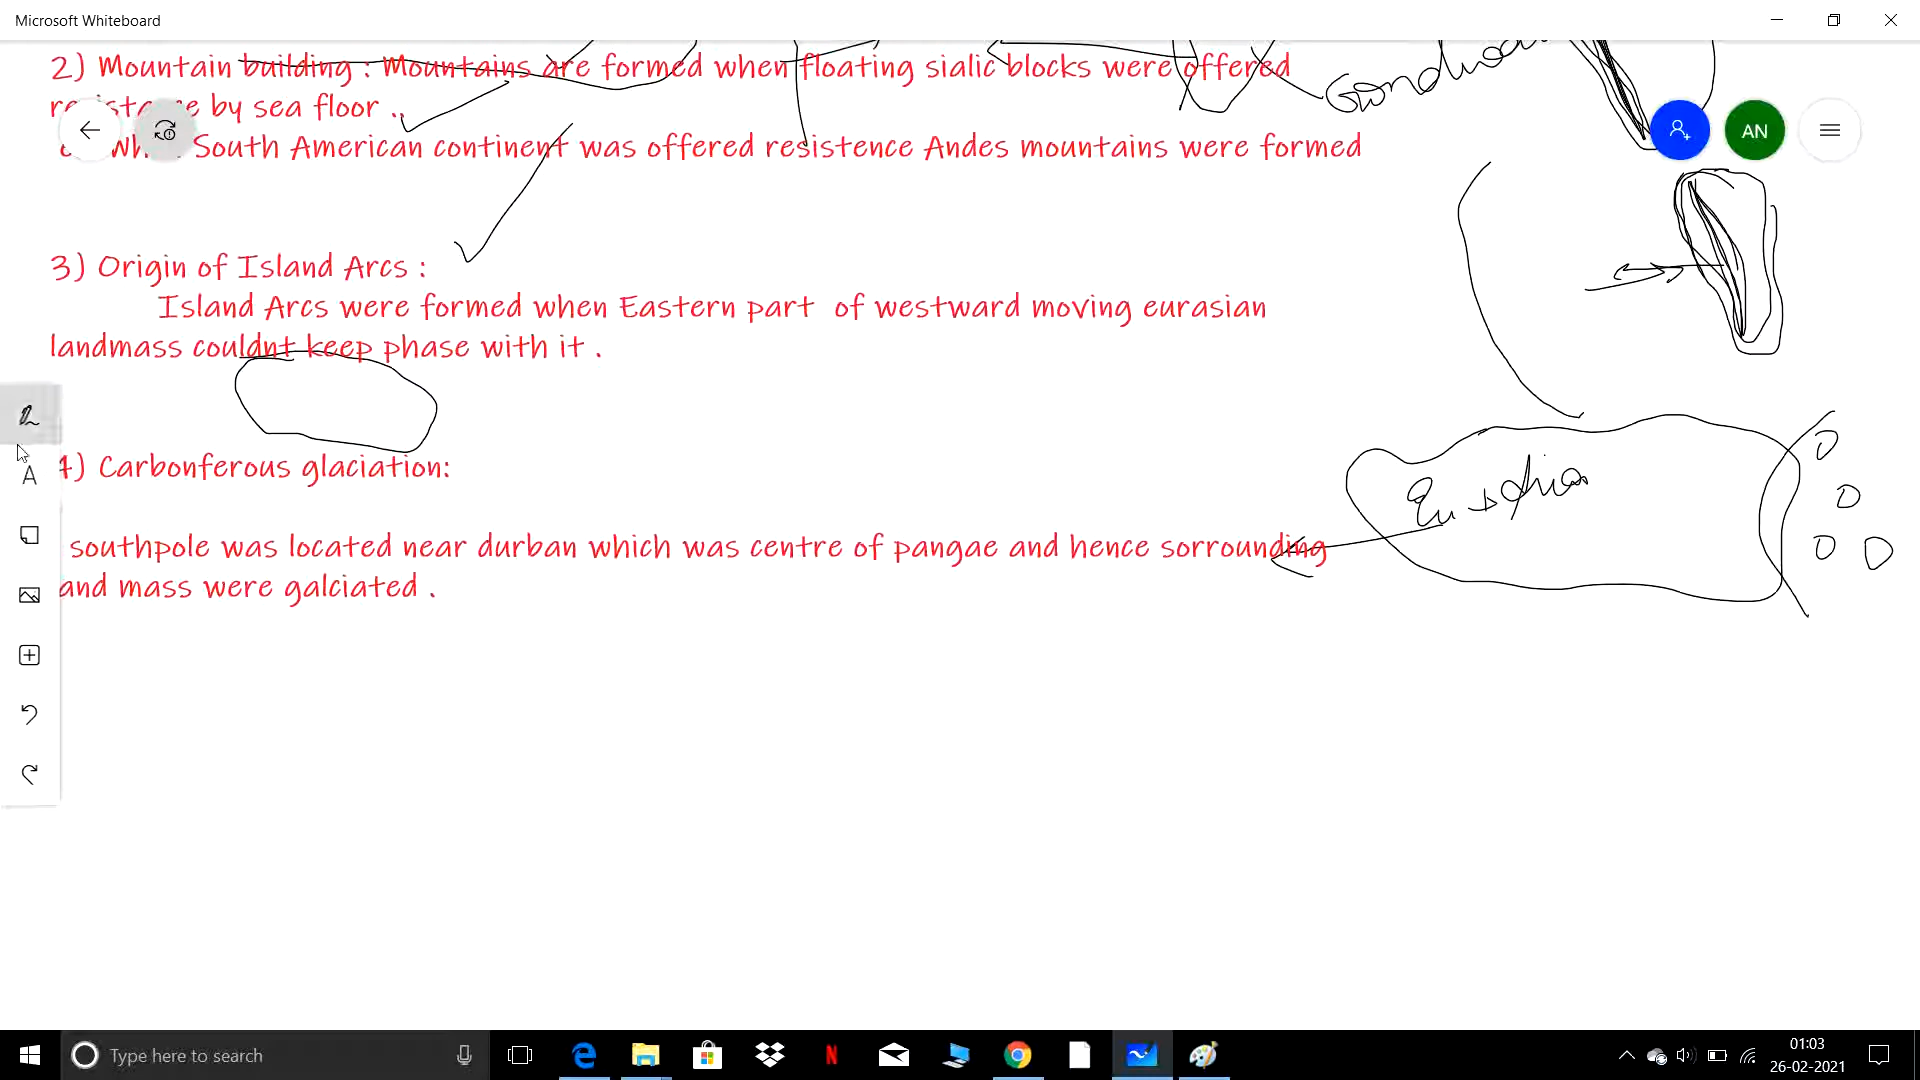 Microsoft Whiteboard
2) Mountain building : Mountains are formed when floating sialic blocks were offered
by sea floor ..
South American continent was offered resistence Andes mountains were formed
AN
3) Origin of Island Arcs :
Island Arcs were formed when Eastern part of westward moving eurasian
landmass couldnt keep phase with it .
4) Carbonferous glaciation:
southpole was located near durban which was centre of pangae and hence sorrounding
and mass were galciated .
A
Type here to search
01:03
26-02-2021